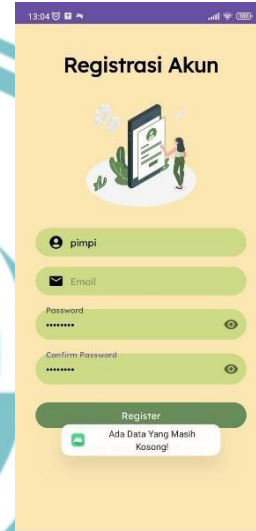 13:04
Registrasi Akun
pimpi
Email
Password
••••••••
Confirm Password
••••••••
Register
Ada Data Yang Masih
Kosong!